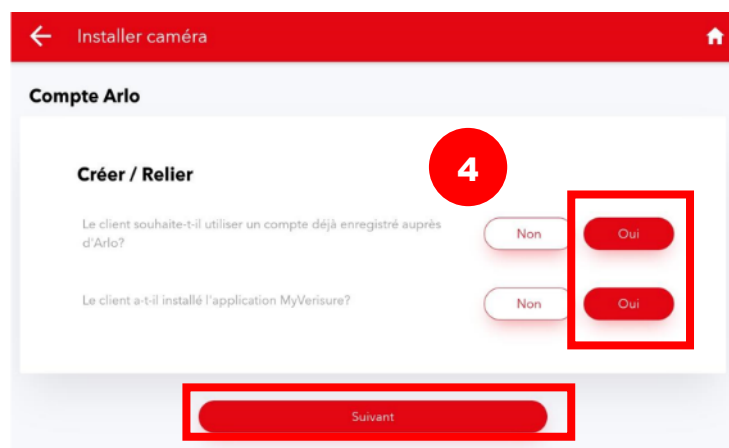 Installer caméra
Compte Arlo
Créer / Relier
4
Le client souhaite-t-il utiliser un compte déjà enregistré auprès
d'Arlo?
Non
Oui
Le client a-t-il installé l'application MyVerisure?
Non
Oui
Suivant